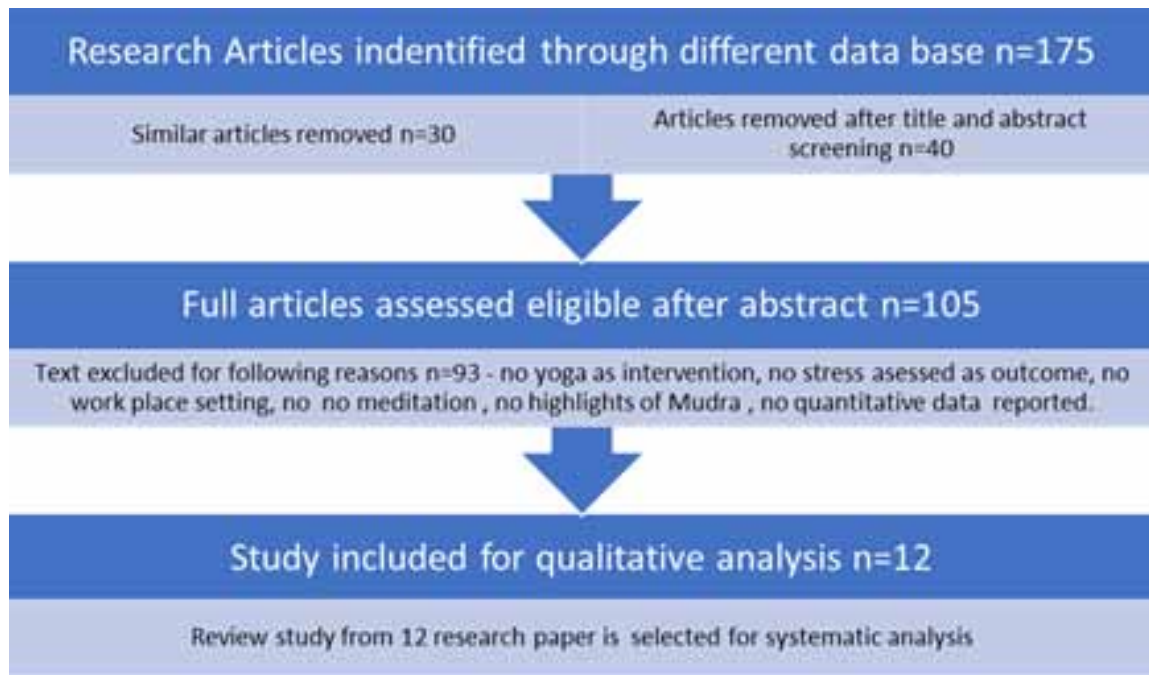 Research Articles indentified through different data base n=175
Similar articles removed n=30
Articles removed after title and abstract
screening n=40
Full articles assessed eligible after abstract n=105
Text excluded for following reasons n=93 - no yoga as intervention, no stress asessed as outcome, no
work place setting, no no meditation , no highlights of Mudra , no quantitative data reported.
Study included for qualitative analysis n=12
Review study from 12 research paper is selected for systematic analysis